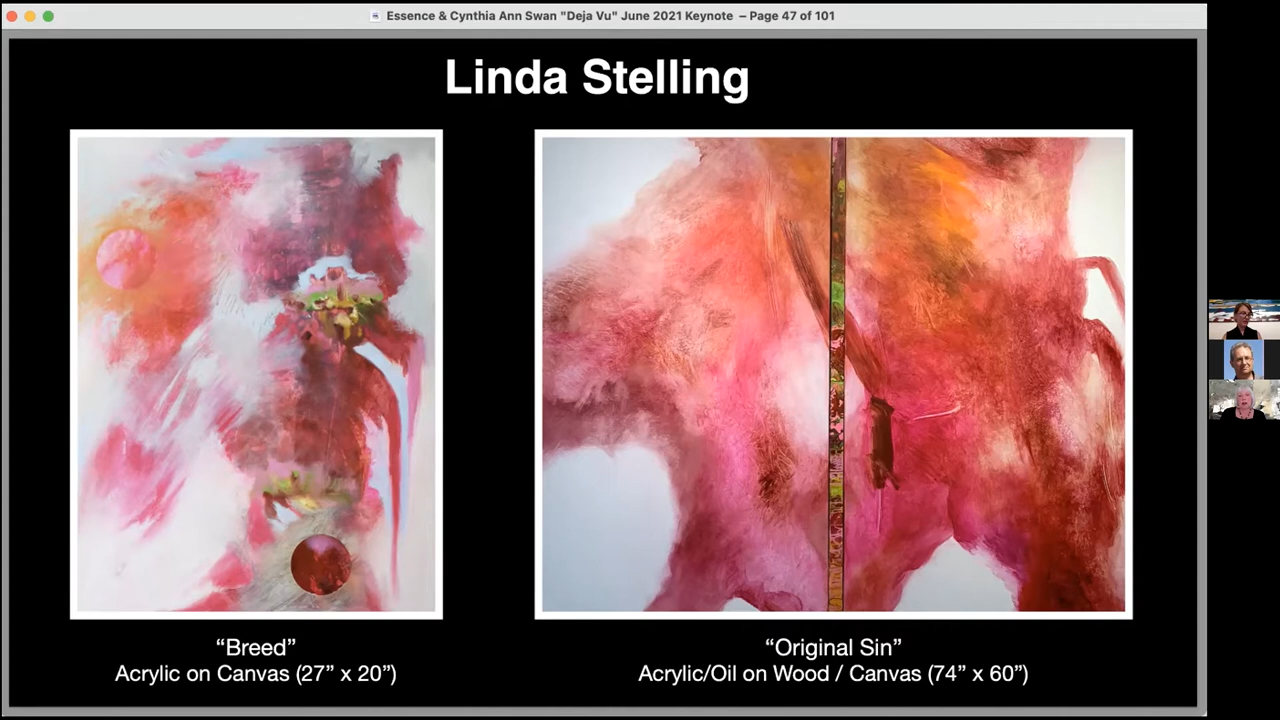 Essence & Cynthia Ann Swan "Deja Vu" June 2021 Keynote – Page 47 of 101
Linda Stelling
“Breed”
Acrylic on Canvas (27” x 20”)
“Original Sin”
Acrylic/Oil on Wood / Canvas (74” x 60”)